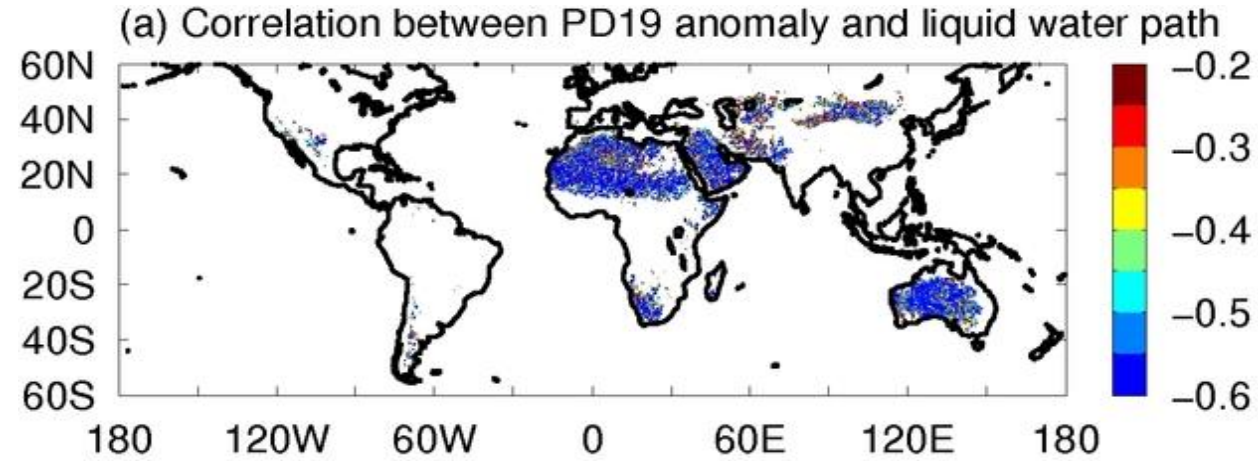 (a) Correlation between PD19 anomaly and liquid water path
60N
40N
20N
0
20S
40S
60S
180 120W 60W 0 60E 120E 180
−0.2
−0.3
−0.4
−0.5
−0.6